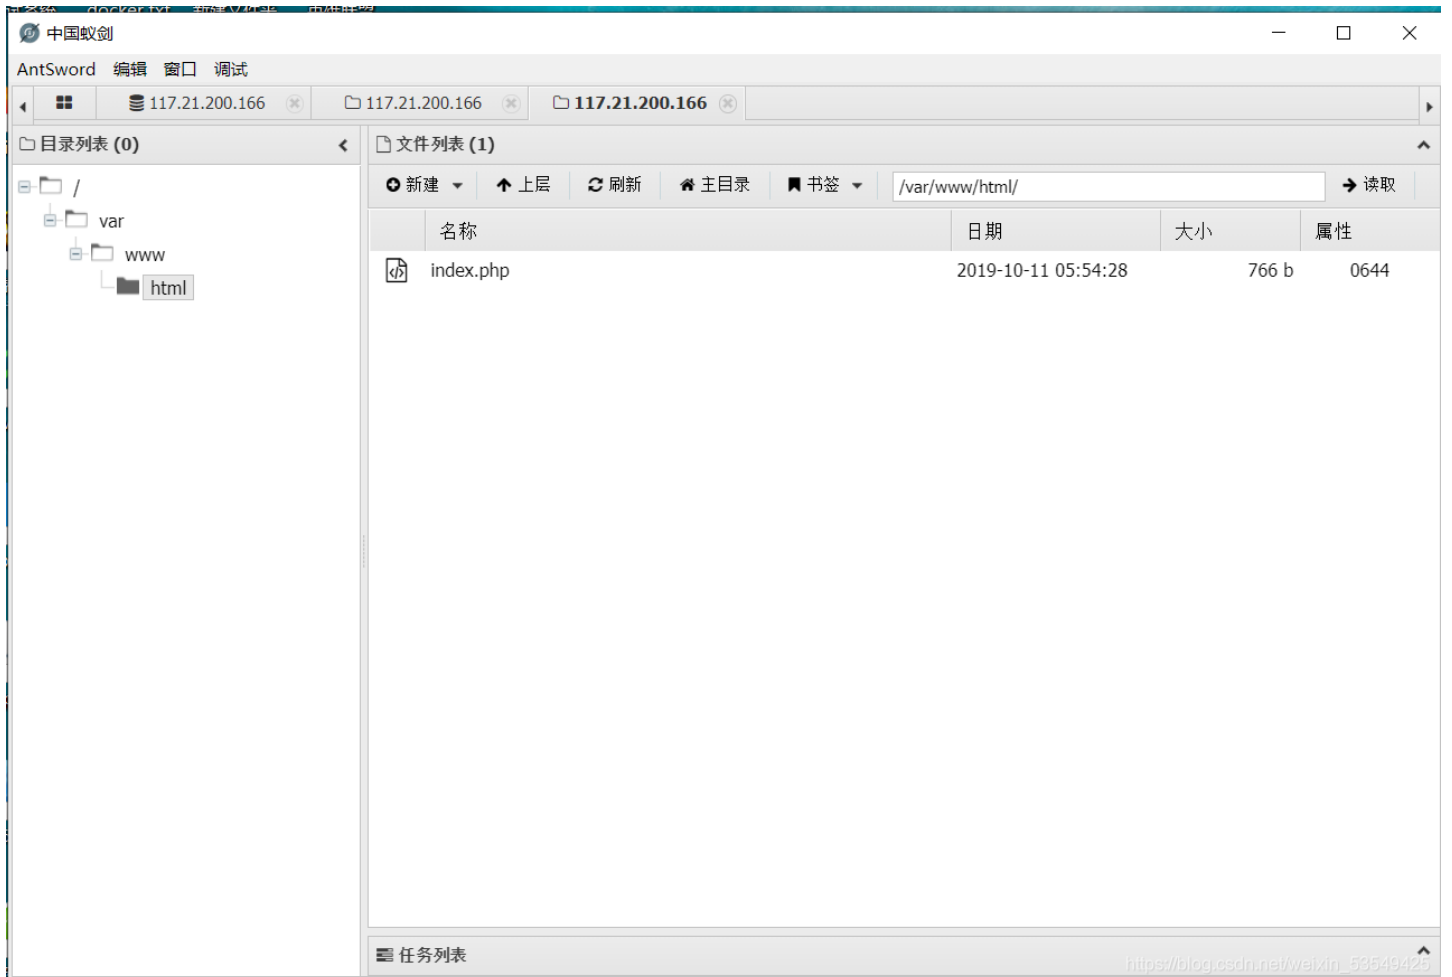 docker.txt
中国蚁剑
AntSword 编辑 窗口 调试
117.21.200.166 117.21.200.166 117.21.200.166
目录列表 (0)
文件列表 (1)
新建 上层 刷新 主目录 书签 /var/www/html/ 读取
/
var
www
html
名称 日期 大小 属性
index.php 2019-10-11 05:54:28 766 b 0644
任务列表
https://blog.csdn.net/weixin_53549425